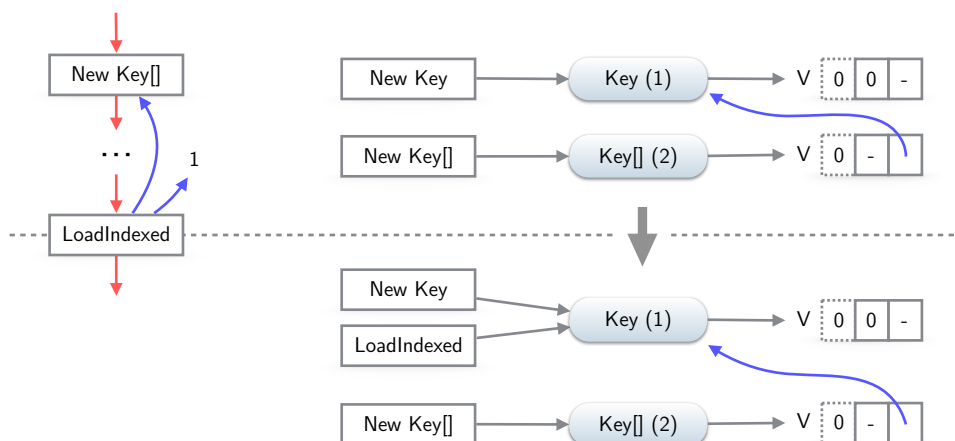 New Key[]
...
1
LoadIndexed
New Key Key (1) V 0 0 -
New Key[] Key[] (2) V 0 -
New Key
LoadIndexed
Key (1) V 0 0 -
New Key[] Key[] (2) V 0 -